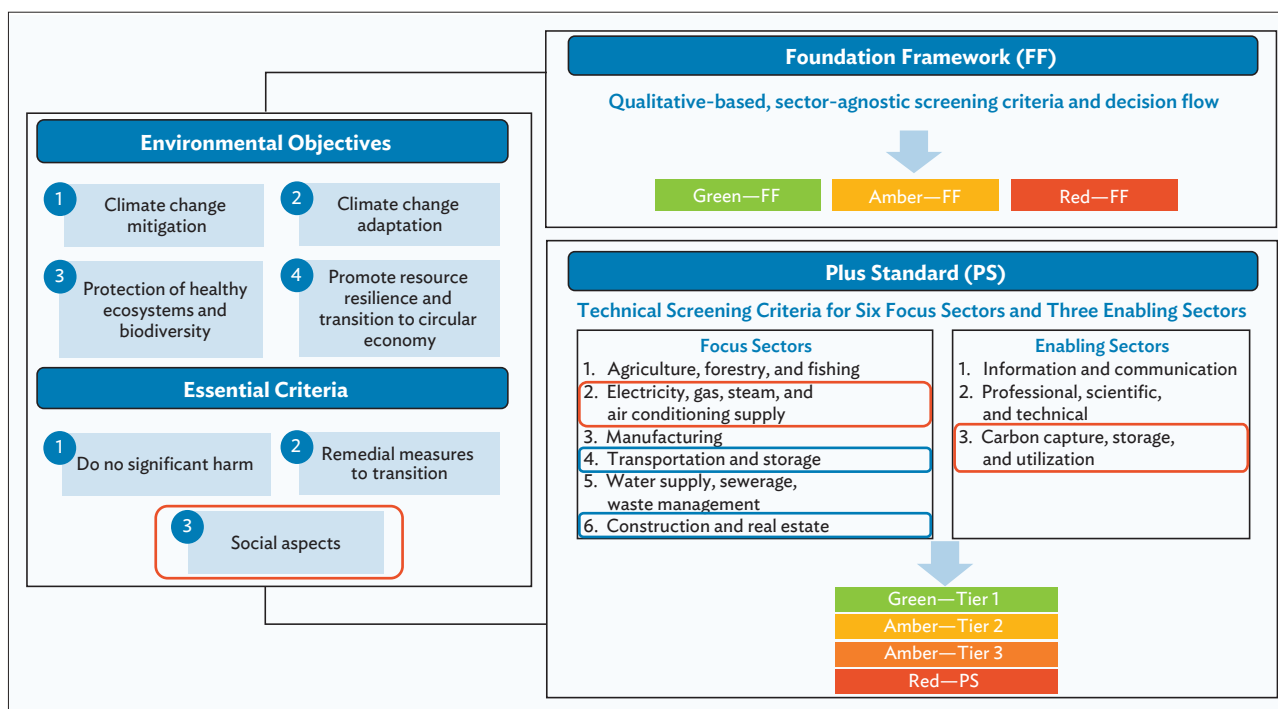 Foundation Framework (FF)
Qualitative-based, sector-agnostic screening criteria and decision flow
Green—FF
Amber—FF
Red—FF
Environmental Objectives
1
Climate change
mitigation
2
Climate change
adaptation
3
Protection of healthy
ecosystems and
biodiversity
4
Promote resource
resilience and
transition to circular
economy
Essential Criteria
1
Do no significant harm
2
Remedial measures
to transition
3
Social aspects
Plus Standard (PS)
Technical Screening Criteria for Six Focus Sectors and Three Enabling Sectors
Focus Sectors
1. Agriculture, forestry, and fishing
2. Electricity, gas, steam, and
air conditioning supply
3. Manufacturing
4. Transportation and storage
5. Water supply, sewerage,
waste management
6. Construction and real estate
Enabling Sectors
1. Information and communication
2. Professional, scientific,
and technical
3. Carbon capture, storage,
and utilization
Green—Tier 1
Amber—Tier 2
Amber—Tier 3
Red—PS